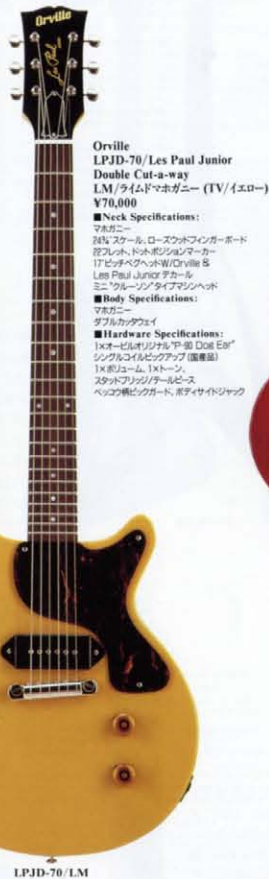 Orville
Les Paul
Orville
LPJD-70/Les Paul Junior
Double Cut-a-way
LM/ライムドマホガニー (TV/イエロー)
¥70,000
■Neck Specifications:
マホガニー
24¾"スケール、ローズウッドフィンガーボード
22フレット、ドットポジションマーカー
17°ピッチペグヘッドW/Orville &
Les Paul Junior デカール
ミニ"クルーソン"タイプマシンヘッド
■Body Specifications:
マホガニー
ダブルカッタウェイ
■Hardware Specifications:
1×オービルオリジナル"P-90 Dog Ear"
シングルコイルピックアップ (国産品)
1×ボリューム、1×トーン、
スタッドブリッジ/テールピース
ベッコウ柄ピックガード、ボディサイドジャック
LPJD-70/LM